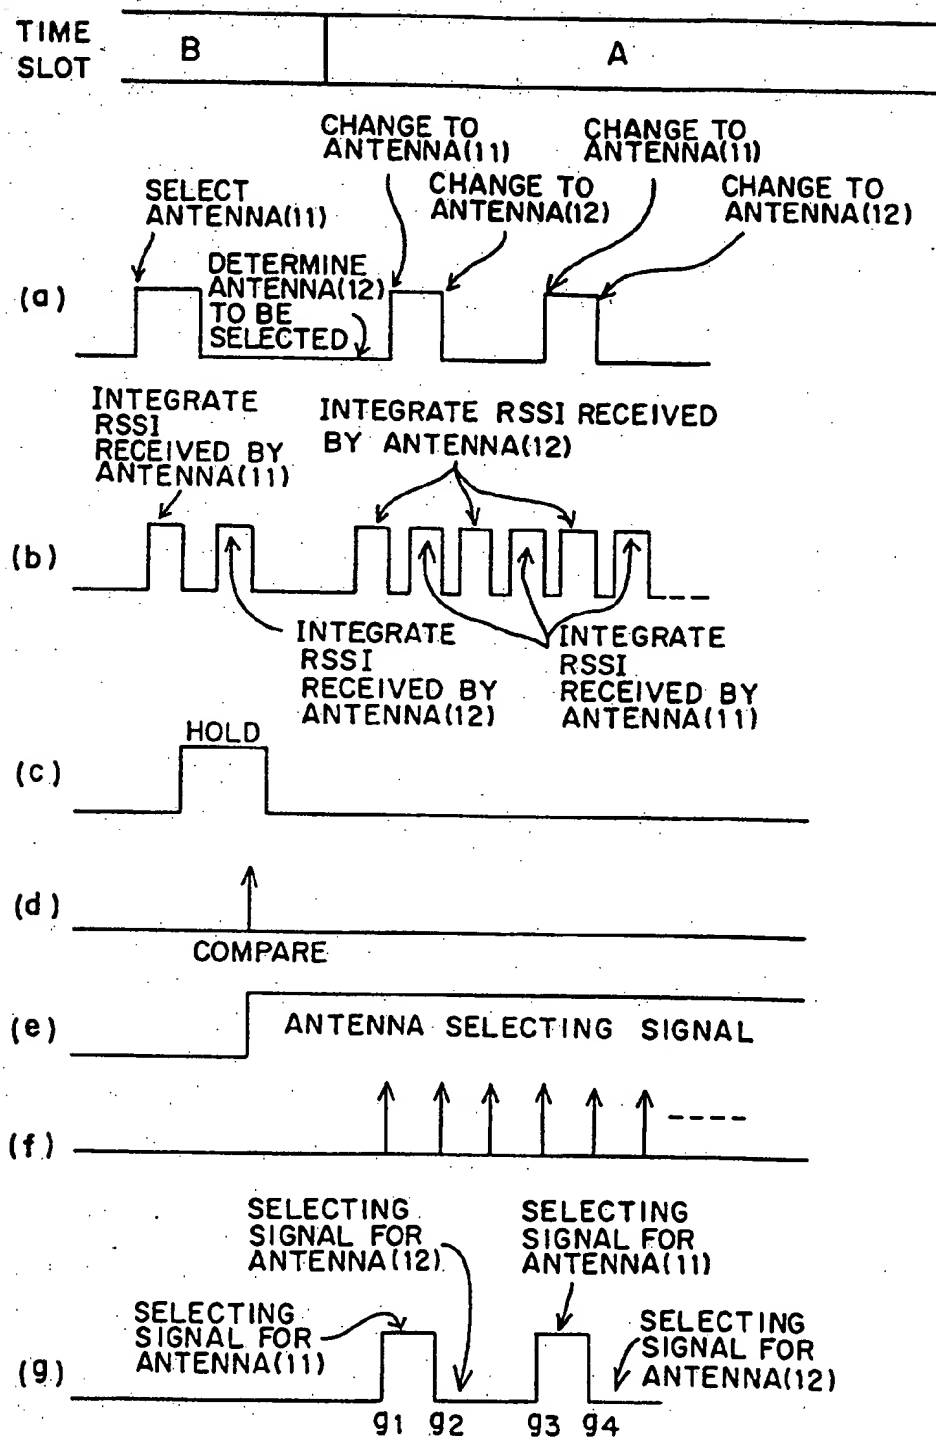 TIME
SLOT
B
A
CHANGE TO
ANTENNA(11)
CHANGE TO
ANTENNA(11)
SELECT
ANTENNA(11)
CHANGE TO
ANTENNA(12)
CHANGE TO
ANTENNA(12)
(a)
DETERMINE
ANTENNA(12)
TO BE
SELECTED
INTEGRATE
RSSI
RECEIVED BY
ANTENNA(11)
INTEGRATE RSSI RECEIVED
BY ANTENNA(12)
(b)
INTEGRATE
RSSI
RECEIVED BY
ANTENNA(12)
INTEGRATE
RSSI
RECEIVED BY
ANTENNA(11)
HOLD
(c)
(d)
COMPARE
(e)
ANTENNA SELECTING SIGNAL
(f)
----
SELECTING
SIGNAL FOR
ANTENNA(12)
SELECTING
SIGNAL FOR
ANTENNA(11)
SELECTING
SIGNAL FOR
ANTENNA(11)
SELECTING
SIGNAL FOR
ANTENNA(12)
(g)
g1 g2 g3 g4